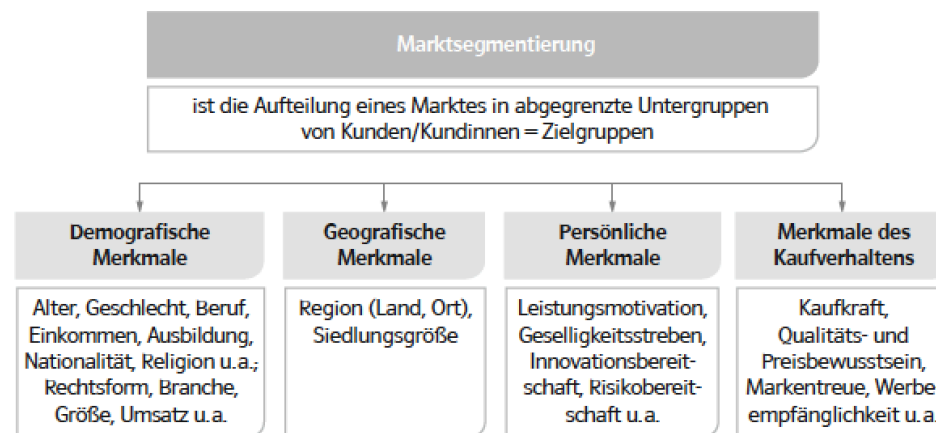 Marktsegmentierung
ist die Aufteilung eines Marktes in abgegrenzte Untergruppen
von Kunden/Kundinnen = Zielgruppen
Demografische
Merkmale
Alter, Geschlecht, Beruf,
Einkommen, Ausbildung,
Nationalität, Religion u. a.;
Rechtsform, Branche,
Größe, Umsatz u. a.
Geografische
Merkmale
Region (Land, Ort),
Siedlungsgröße
Persönliche
Merkmale
Leistungsmotivation,
Geselligkeitsstreben,
Innovationsbereit-
schaft, Risikobereit-
schaft u. a.
Merkmale des
Kaufverhaltens
Kaufkraft,
Qualitäts- und
Preisbewusstsein,
Markentreue, Werbe
empfänglichkeit u. a.